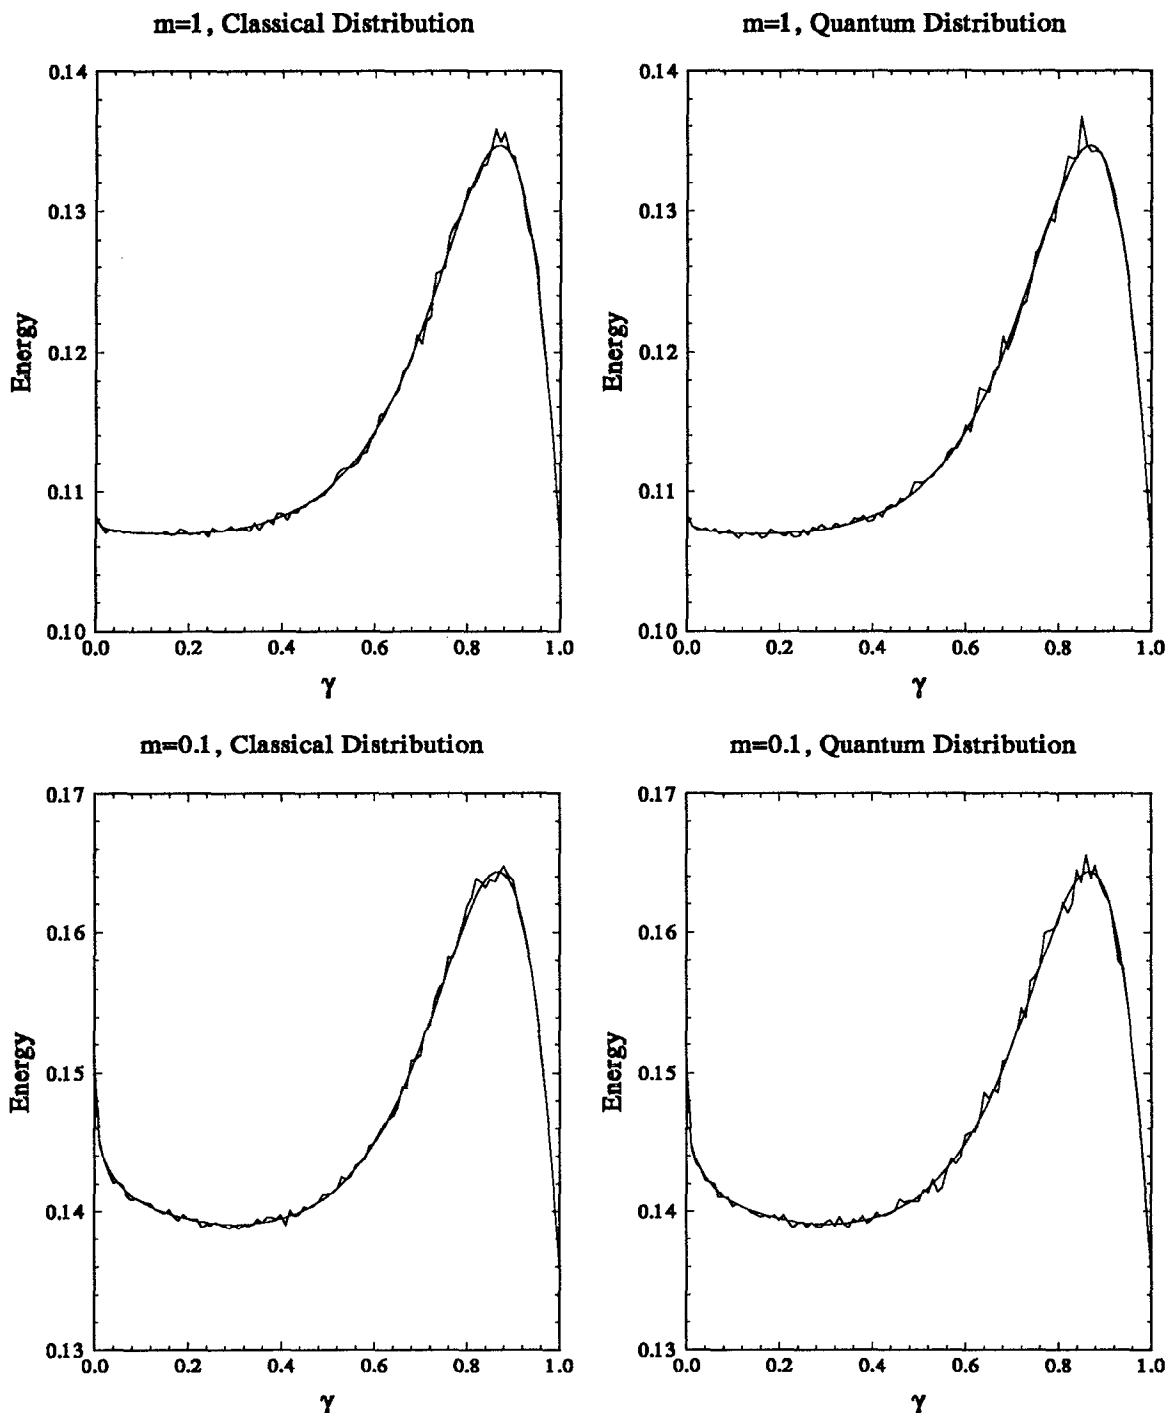 m=1, Classical Distribution
0.14
0.13
0.12
0.11
0.10
Energy
0.0 0.2 0.4 0.6 0.8 1.0
γ
m=1, Quantum Distribution
0.14
0.13
0.12
0.11
0.10
Energy
0.0 0.2 0.4 0.6 0.8 1.0
γ
m=0.1, Classical Distribution
0.17
0.16
0.15
0.14
0.13
Energy
0.0 0.2 0.4 0.6 0.8 1.0
γ
m=0.1, Quantum Distribution
0.17
0.16
0.15
0.14
0.13
Energy
0.0 0.2 0.4 0.6 0.8 1.0
γ